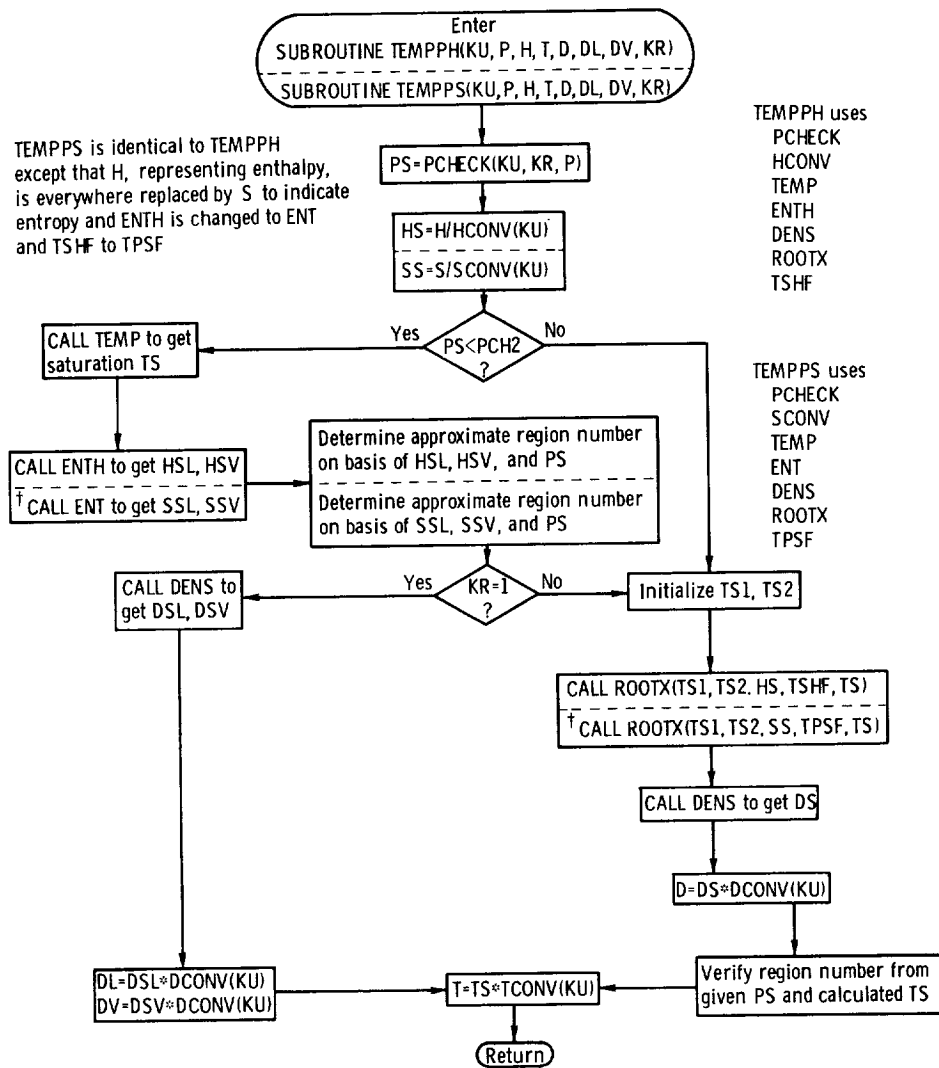 Enter
SUBROUTINE TEMPPH(KU, P, H, T, D, DL, DV, KR)
SUBROUTINE TEMPPS(KU, P, H, T, D, DL, DV, KR)
TEMPPS is identical to TEMPPH
except that H, representing enthalpy,
is everywhere replaced by S to indicate
entropy and ENTH is changed to ENT
and TSHF to TPSF
TEMPPH uses
PCHECK
HCONV
TEMP
ENTH
DENS
ROOTX
TSHF
PS=PCHECK(KU, KR, P)
HS=H/HCONV(KU)
SS=S/SCONV(KU)
Yes
PS<PCH2
?
No
CALL TEMP to get
saturation TS
TEMPPS uses
PCHECK
SCONV
TEMP
ENT
DENS
ROOTX
TPSF
CALL ENTH to get HSL, HSV
† CALL ENT to get SSL, SSV
Determine approximate region number
on basis of HSL, HSV, and PS
Determine approximate region number
on basis of SSL, SSV, and PS
Yes
KR=1
?
No
CALL DENS to
get DSL, DSV
Initialize TS1, TS2
CALL ROOTX(TS1, TS2. HS, TSHF, TS)
† CALL ROOTX(TS1, TS2, SS, TPSF, TS)
CALL DENS to get DS
D=DS*DCONV(KU)
Verify region number from
given PS and calculated TS
DL=DSL*DCONV(KU)
DV=DSV*DCONV(KU)
T=TS*TCONV(KU)
Return